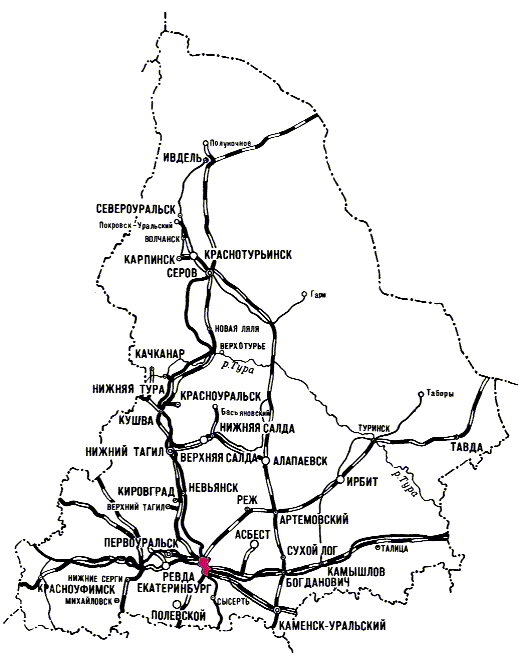 Полуночное
ИВДЕЛЬ
СЕВЕРОУРАЛЬСК
Покровск-Уральский
ВОЛЧАНСК
КРАСНОТУРЬИНСК
КАРПИНСК
СЕРОВ
Гари
НОВАЯ ЛЯЛЯ
ВЕРХОТУРЬЕ
КАЧКАНАР
р.Тура
НИЖНЯЯ ТУРА
КРАСНОУРАЛЬСК
Таборы
Басьяновский
КУШВА
НИЖНЯЯ САЛДА
ТУРИНСК
ТАВДА
НИЖНИЙ ТАГИЛ
ВЕРХНЯЯ САЛДА
АЛАПАЕВСК
р.Тура
ИРБИТ
КИРОВГРАД
НЕВЬЯНСК
РЕЖ
ВЕРХНИЙ ТАГИЛ
АРТЕМОВСКИЙ
АСБЕСТ
ПЕРВОУРАЛЬСК
ТАЛИЦА
СУХОЙ ЛОГ
КАМЫШЛОВ
РЕВДА
НИЖНИЕ СЕРГИ
БОГДАНОВИЧ
КРАСНОУФИМСК
ЕКАТЕРИНБУРГ
МИХАЙЛОВСК
СЫСЕРТЬ
ПОЛЕВСКОЙ
КАМЕНСК-УРАЛЬСКИЙ